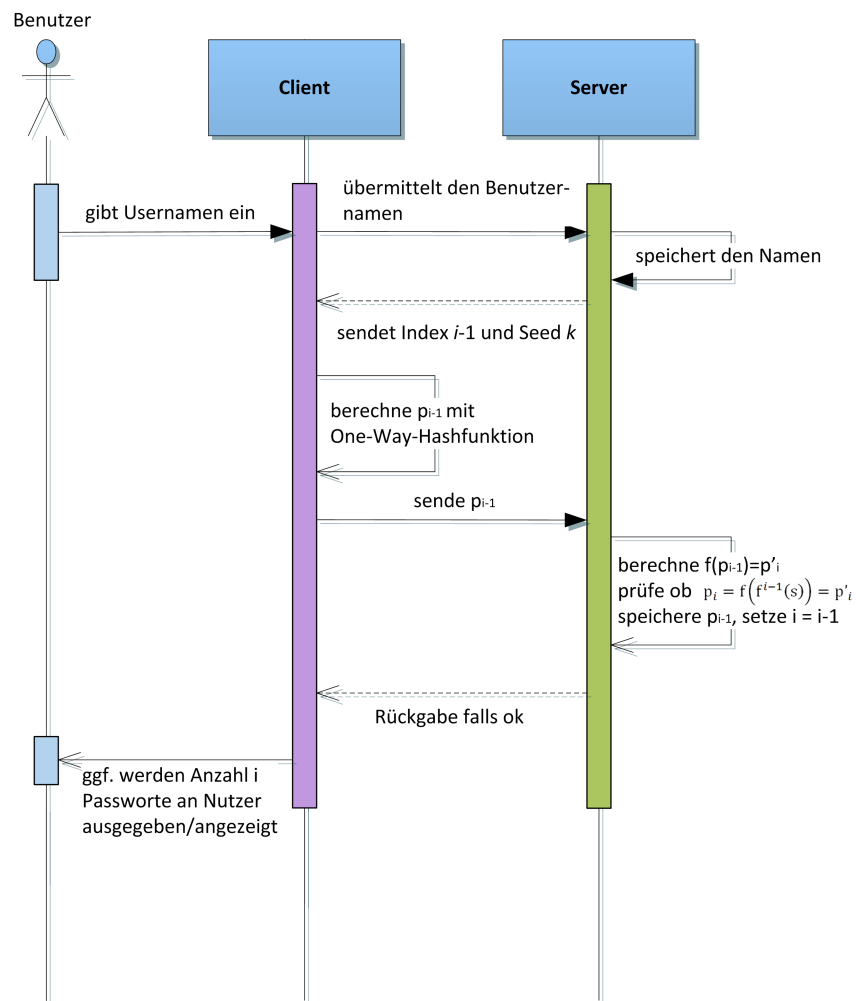 Benutzer
Client
Server
gibt Usernamen ein
übermittelt den Benutzer-
namen
speichert den Namen
sendet Index i-1 und Seed k
berechne pi-1 mit
One-Way-Hashfunktion
sende pi-1
berechne f(pi-1)=p’i
prüfe ob pi = f(f^i−1(s)) = p’i
speichere pi-1, setze i = i-1
Rückgabe falls ok
ggf. werden Anzahl i
Passworte an Nutzer
ausgegeben/angezeigt